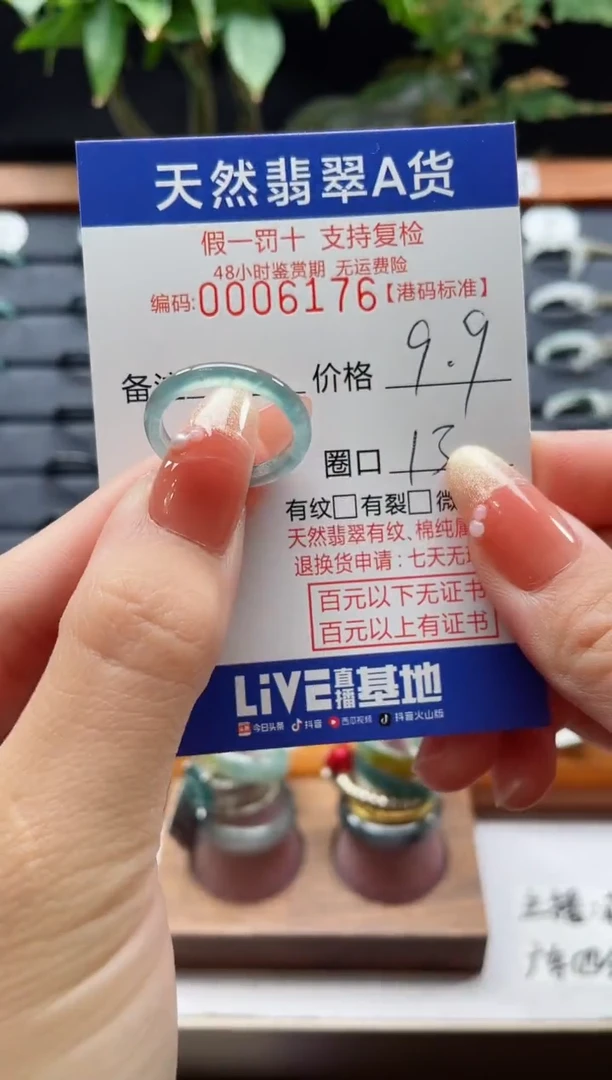 天然翡翠A货
假一罚十 支持复检
48小时鉴赏期 无运费险
编码:0006176【港码标准】
备 价格 9.9
圈口 13
有纹□有裂□微
天然翡翠有纹、棉纯属
退换货申请:七天无
百元以下无证书
百元以上有证书
LiVE直播基地
今日头条 抖音 西瓜视频 抖音火山版
主播: